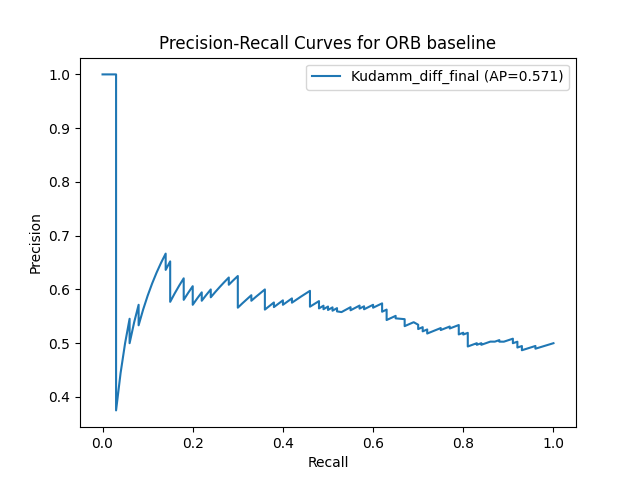 Precision-Recall Curves for ORB baseline
Kudamm_diff_final (AP=0.571)
1.0
0.9
0.8
0.7
0.6
0.5
0.4
Precision
0.0 0.2 0.4 0.6 0.8 1.0
Recall